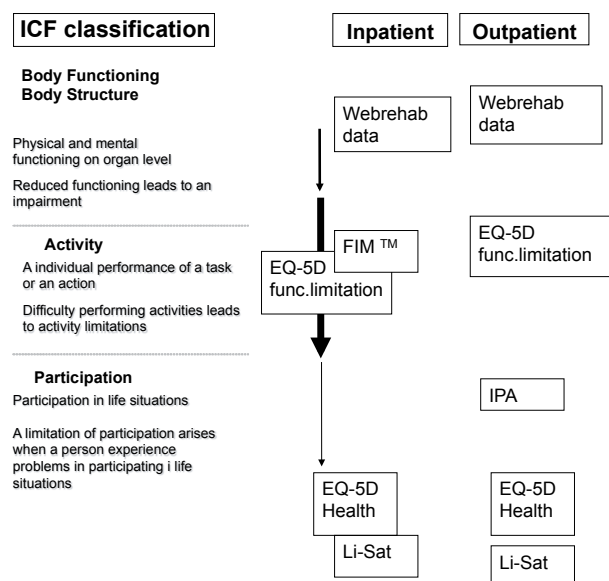 ICF classification
Inpatient
Outpatient
Body Functioning
Body Structure
Webrehab
data
Webrehab
data
Physical and mental
functioning on organ level
Reduced functioning leads to an
impairment
Activity
A individual performance of a task
or an action
Difficulty performing activities leads
to activity limitations
FIM ™
EQ-5D
func.limitation
EQ-5D
func.limitation
Participation
Participation in life situations
A limitation of participation arises
when a person experience
problems in participating i life
situations
IPA
EQ-5D
Health
Li-Sat
EQ-5D
Health
Li-Sat